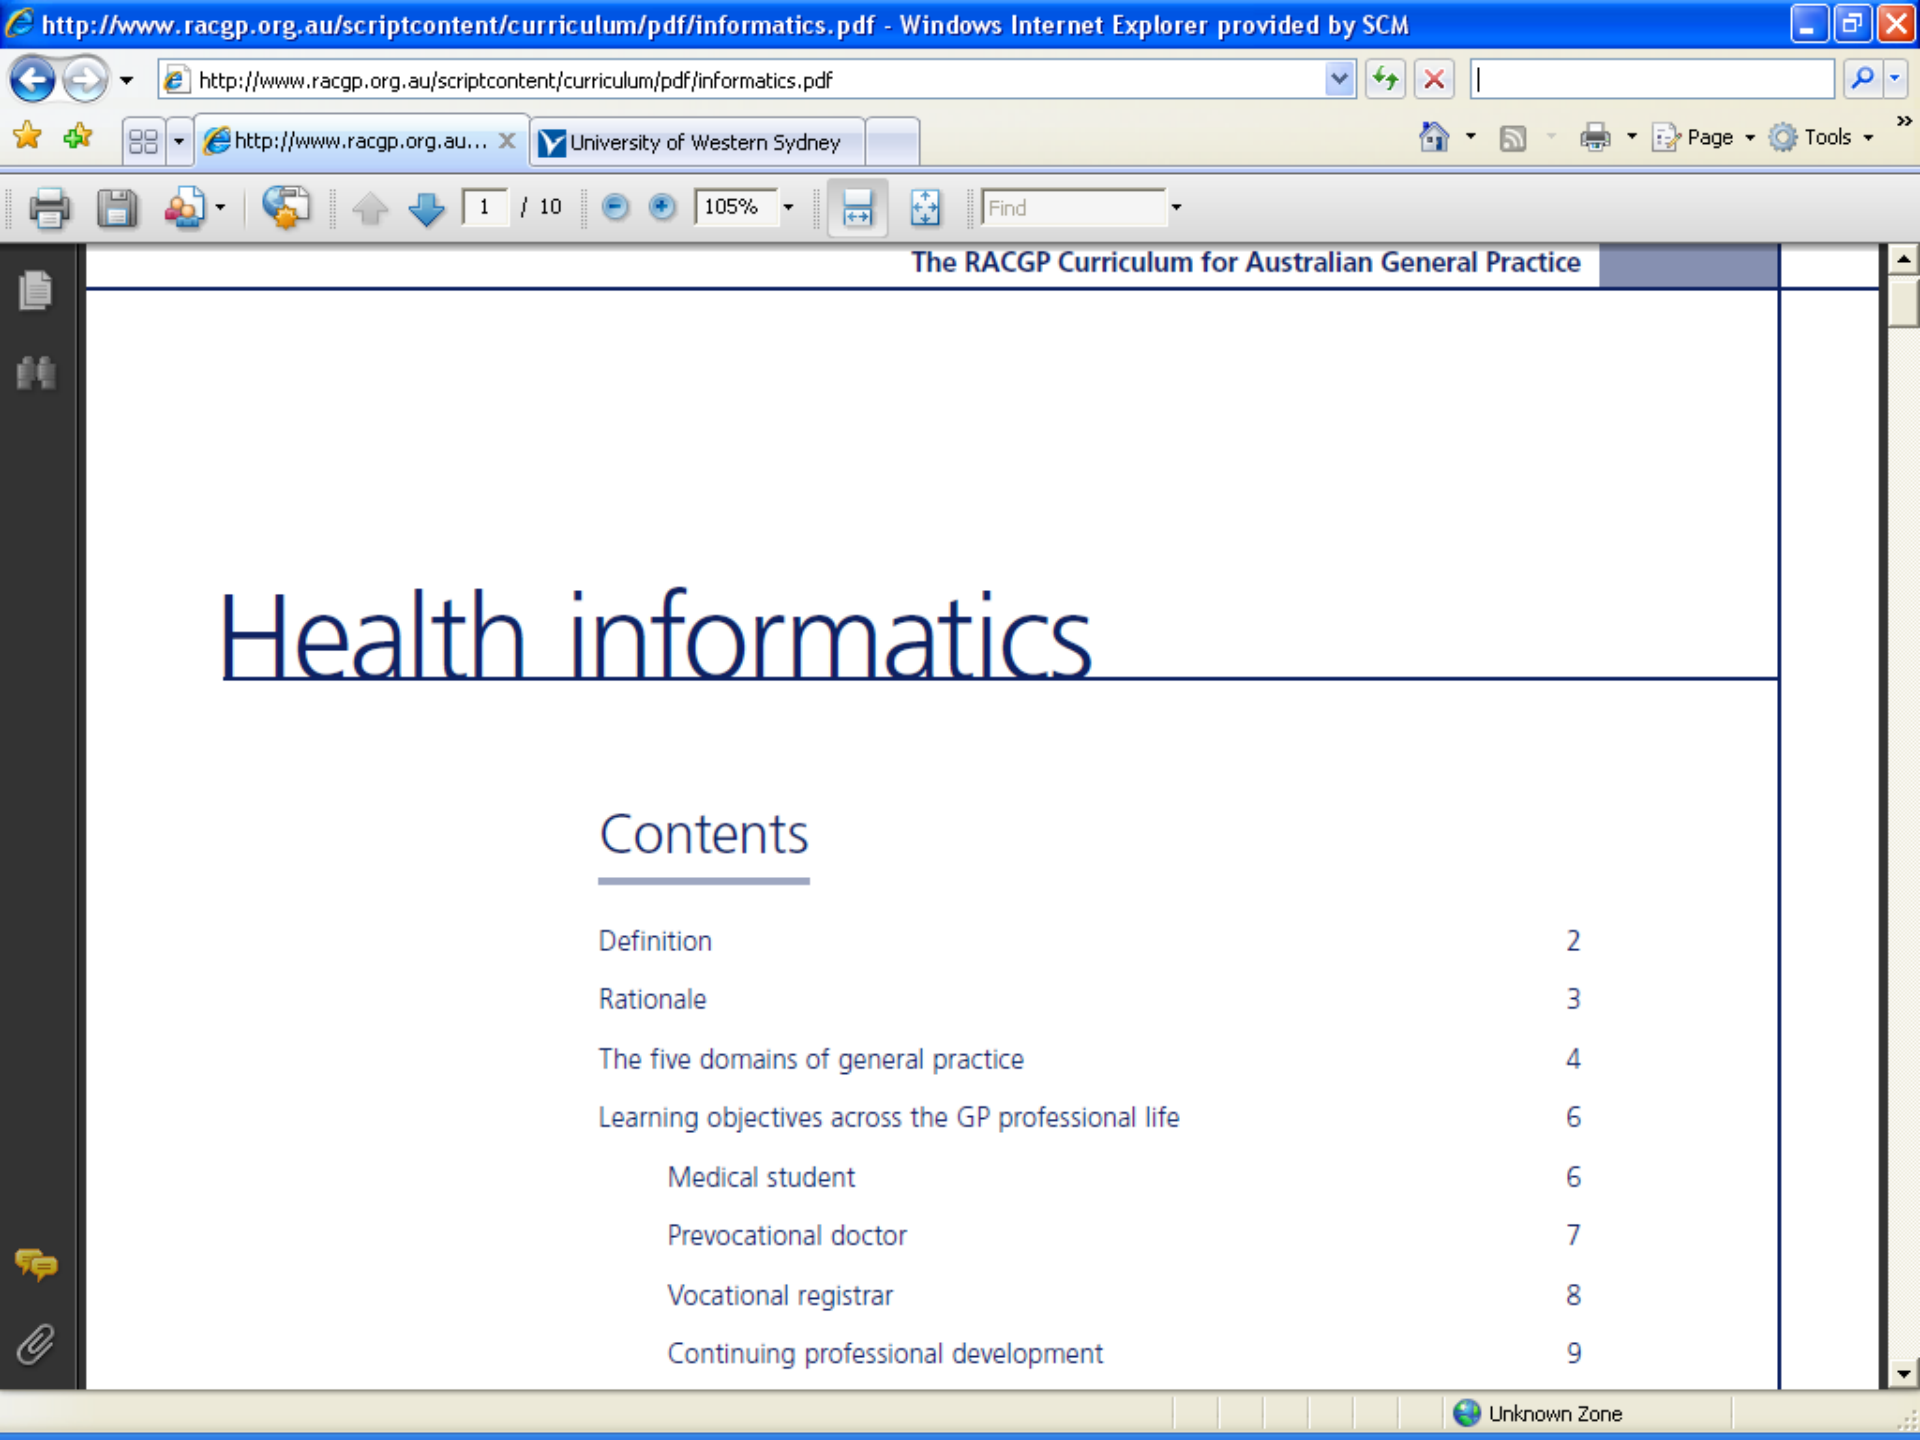 http://www.racgp.org.au/scriptcontent/curriculum/pdf/informatics.pdf - Windows Internet Explorer provided by SCM
http://www.racgp.org.au/scriptcontent/curriculum/pdf/informatics.pdf
http://www.racgp.org.au... University of Western Sydney Page Tools »
1 / 10 105% Find
The RACGP Curriculum for Australian General Practice
Health informatics
Contents
Definition 2
Rationale 3
The five domains of general practice 4
Learning objectives across the GP professional life 6
Medical student 6
Prevocational doctor 7
Vocational registrar 8
Continuing professional development 9
Unknown Zone